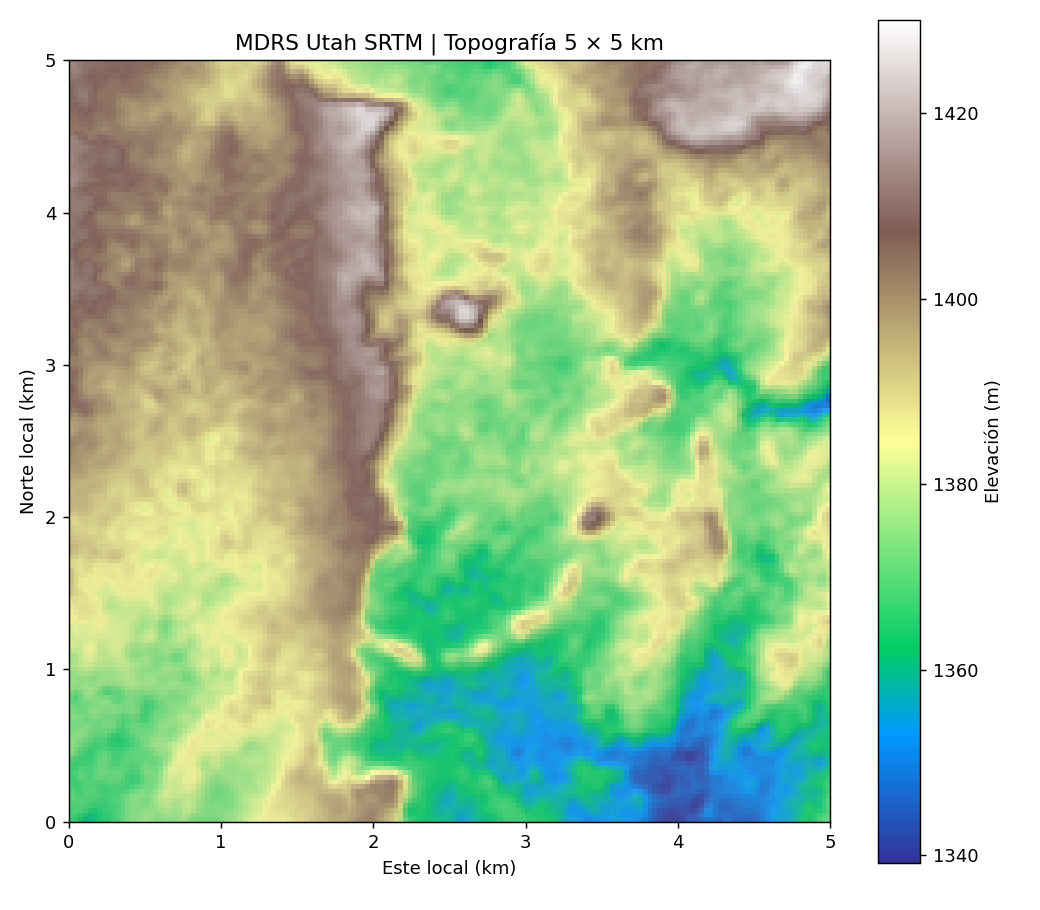 MDRS Utah SRTM | Topografía 5 × 5 km
5
4
3
2
1
0
Norte local (km)
0 1 2 3 4 5
Este local (km)
1420
1400
1380
1360
1340
Elevación (m)